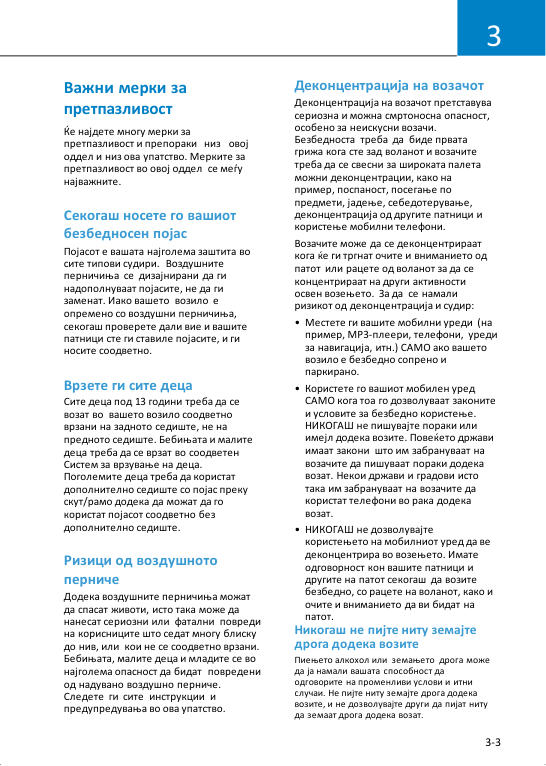 3
Важни мерки за
претпазливост
Ќе најдете многу мерки за
претпазливост и препораки низ овој
оддел и низ ова упатство. Мерките за
претпазливост во овој оддел се меѓу
најважните.
Секогаш носете го вашиот
безбедносен појас
Појасот е вашата најголема заштита во
сите типови судири. Воздушните
перничиња се дизајнирани да ги
надополнуваат појасите, не да ги
заменат. Иако вашето возило е
опремено со воздушни перничиња,
секогаш проверете дали вие и вашите
патници сте ги ставиле појасите, и ги
носите соодветно.
Врзете ги сите деца
Сите деца под 13 години треба да се
возат во вашето возило соодветно
врзани на задното седиште, не на
предното седиште. Бебињата и малите
деца треба да се врзат во соодветен
Систем за врзување на деца.
Поголемите деца треба да користат
дополнително седиште со појас преку
скут/рамо додека да можат да го
користат појасот соодветно без
дополнително седиште.
Ризици од воздушното
перниче
Додека воздушните перничиња можат
да спасат животи, исто така може да
нанесат сериозни или фатални повреди
на корисниците што седат многу блиску
до нив, или кои не се соодветно врзани.
Бебињата, малите деца и младите се во
најголема опасност да бидат повредени
од надувано воздушно перниче.
Следете ги сите инструкции и
предупредувања во ова упатство.
Деконцентрација на возачот
Деконцентрација на возачот претставува
сериозна и можна смртоносна опасност,
особено за неискусни возачи.
Безбедноста треба да биде првата
грижа кога сте зад воланот и возачите
треба да се свесни за широката палета
можни деконцентрации, како на
пример, поспаност, посегање по
предмети, јадење, себедотерување,
деконцентрација од другите патници и
користење мобилни телефони.
Возачите може да се деконцентрираат
кога ќе ги тргнат очите и вниманието од
патот или рацете од воланот за да се
концентрираат на други активности
освен возењето. За да се намали
ризикот од деконцентрација и судир:
• Местете ги вашите мобилни уреди (на
пример, MP3-плеери, телефони, уреди
за навигација, итн.) САМО ако вашето
возило е безбедно сопрено и
паркирано.
• Користете го вашиот мобилен уред
САМО кога тоа го дозволуваат законите
и условите за безбедно користење.
НИКОГАШ не пишувајте пораки или
имејл додека возите. Повеќето држави
имаат закони што им забрануваат на
возачите да пишуваат пораки додека
возат. Некои држави и градови исто
така им забрануваат на возачите да
користат телефони во рака додека
возат.
• НИКОГАШ не дозволувајте
користењето на мобилниот уред да ве
деконцентрира во возењето. Имате
одговорност кон вашите патници и
другите на патот секогаш да возите
безбедно, со рацете на воланот, како и
очите и вниманието да ви бидат на
патот.
Никогаш не пијте ниту земајте
дрога додека возите
Пиењето алкохол или земањето дрога може
да ја намали вашата способност да
одговорите на променливи услови и итни
случаи. Не пијте ниту земајте дрога додека
возите, и не дозволувајте други да пијат ниту
да земаат дрога додека возат.
3-3